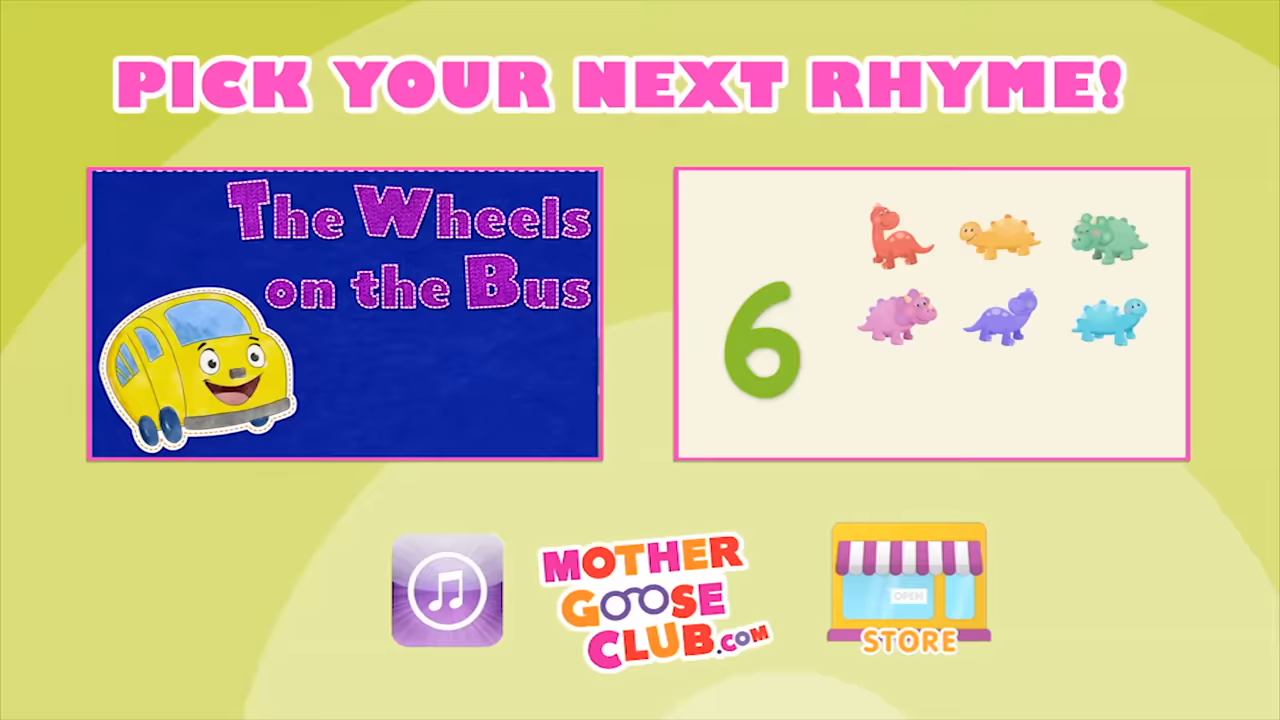 PICK YOUR NEXT RHYME!
The Wheels
on the Bus
6
MOTHER
GOOSE
CLUB.COM
OPEN
STORE